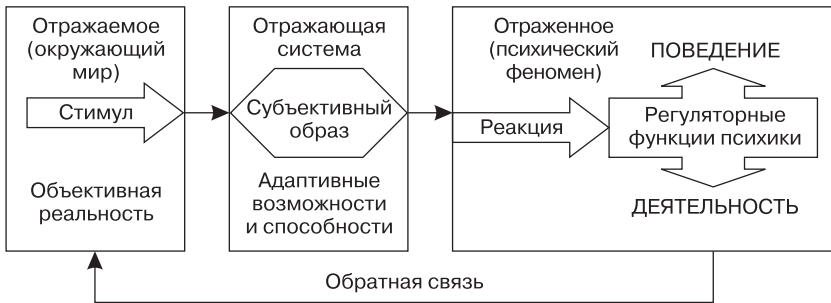 Отражаемое
(окружающий
мир)
Стимул
Объективная
реальность
Отражающая
система
Субъективный
образ
Адаптивные
возможности
и способности
Отраженное
(психический
феномен)
Реакция
ПОВЕДЕНИЕ
Регуляторные
функции психики
ДЕЯТЕЛЬНОСТЬ
Обратная связь